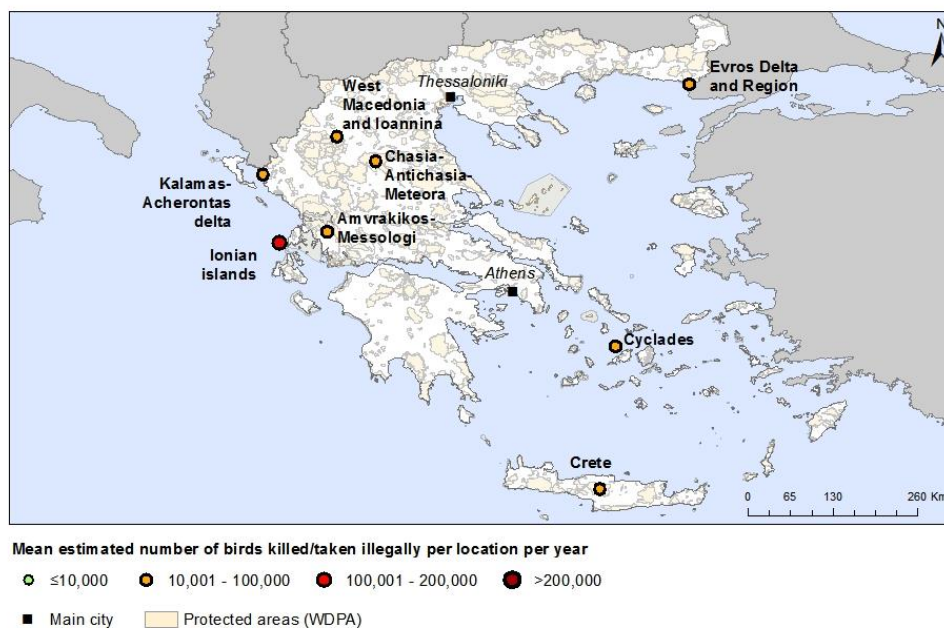 N
Evros Delta
and Region
Thessaloniki
West
Macedonia
and Ioannina
Chasia-
Antichasia-
Meteora
Kalamas-
Acherontas
delta
Amvrakikos-
Messologi
Ionian
islands
Athens
Cyclades
Crete
0 65 130 260 Km
Mean estimated number of birds killed/taken illegally per location per year
≤10,000 10,001 - 100,000 100,001 - 200,000 >200,000
Main city Protected areas (WDPA)